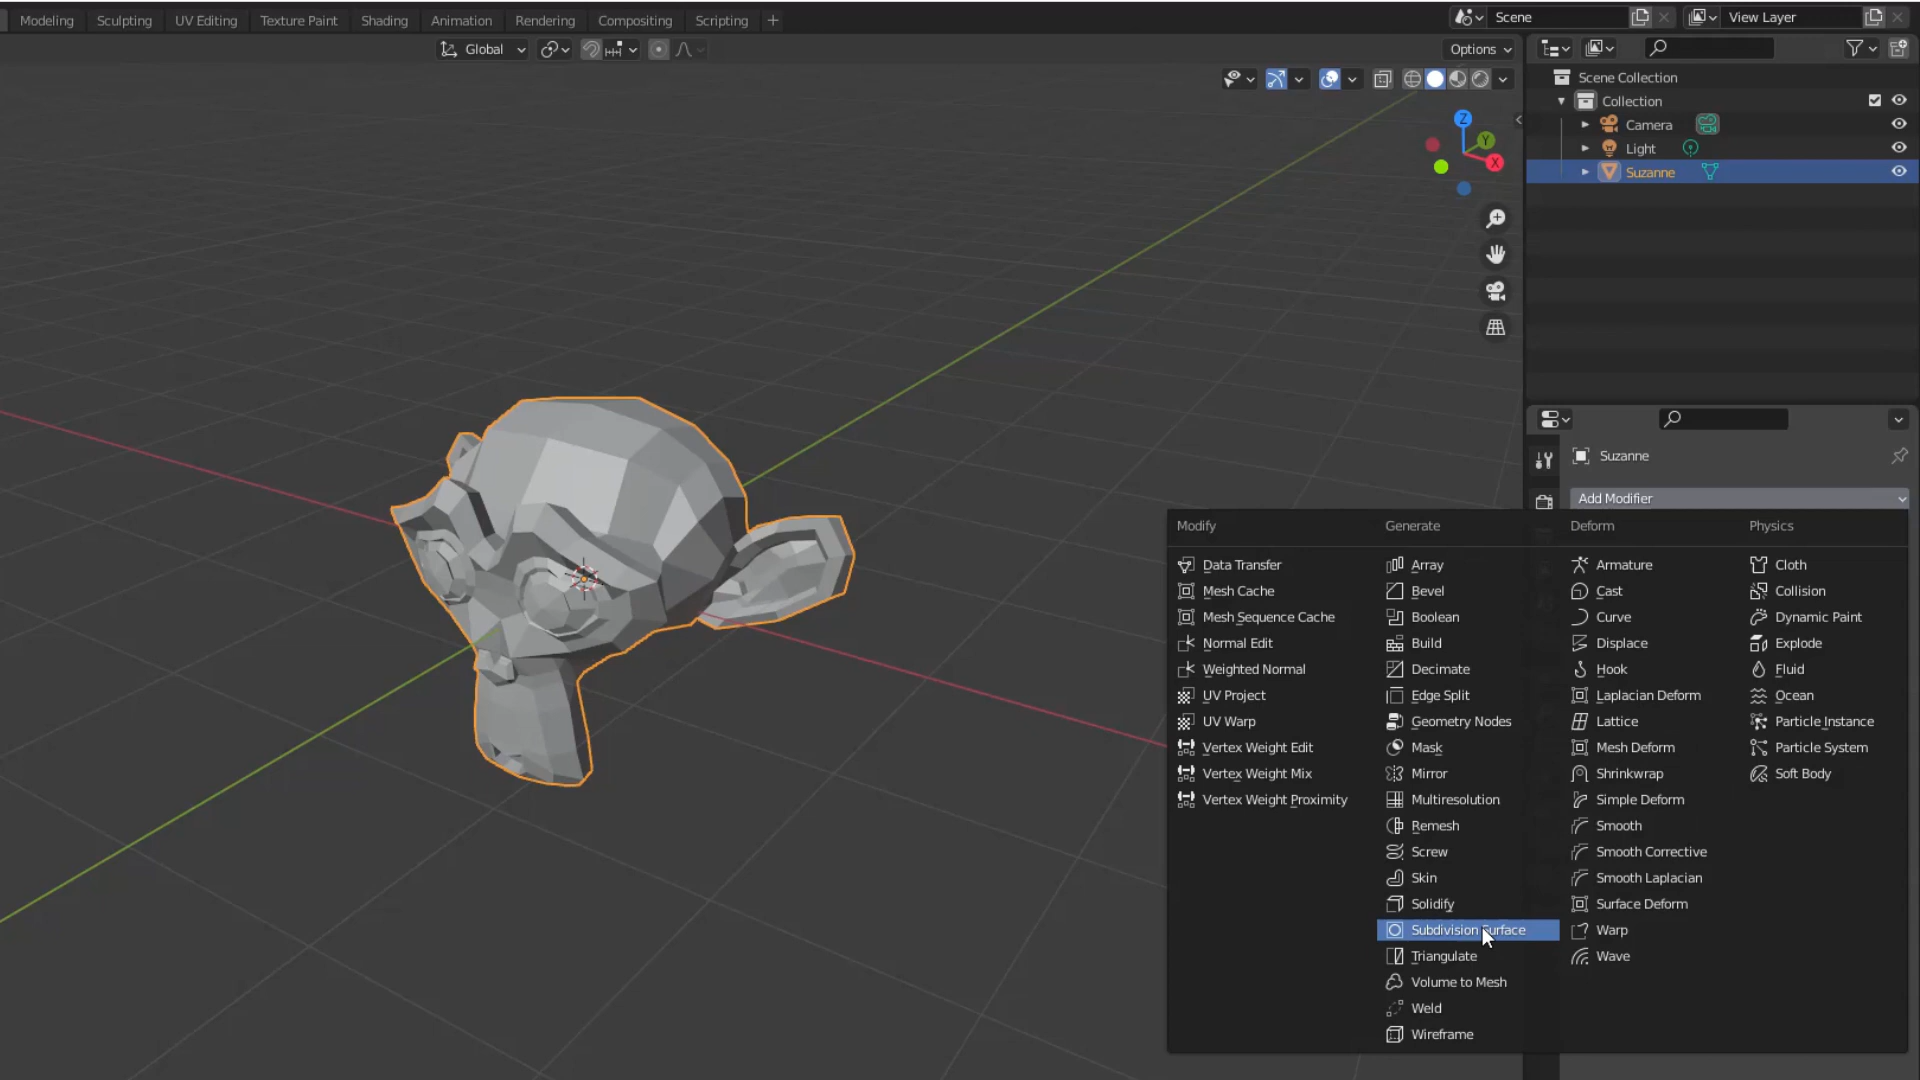 Modeling Sculpting UV Editing Texture Paint Shading Animation Rendering Compositing Scripting +
Scene
View Layer
Global
Options
Scene Collection
Collection
Camera
Light
Suzanne
Z
Y
X
Suzanne
Add Modifier
Modify
Data Transfer
Mesh Cache
Mesh Sequence Cache
Normal Edit
Weighted Normal
UV Project
UV Warp
Vertex Weight Edit
Vertex Weight Mix
Vertex Weight Proximity
Generate
Array
Bevel
Boolean
Build
Decimate
Edge Split
Geometry Nodes
Mask
Mirror
Multiresolution
Remesh
Screw
Skin
Solidify
Subdivision Surface
Triangulate
Volume to Mesh
Weld
Wireframe
Deform
Armature
Cast
Curve
Displace
Hook
Laplacian Deform
Lattice
Mesh Deform
Shrinkwrap
Simple Deform
Smooth
Smooth Corrective
Smooth Laplacian
Surface Deform
Warp
Wave
Physics
Cloth
Collision
Dynamic Paint
Explode
Fluid
Ocean
Particle Instance
Particle System
Soft Body